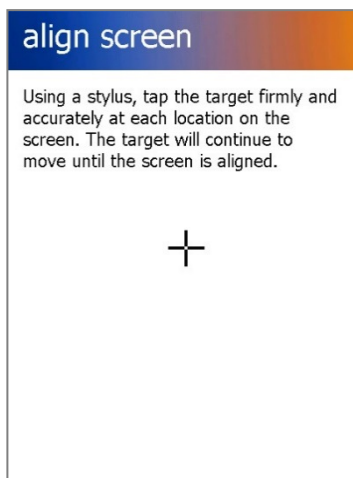 align screen
Using a stylus, tap the target firmly and
accurately at each location on the
screen. The target will continue to
move until the screen is aligned.